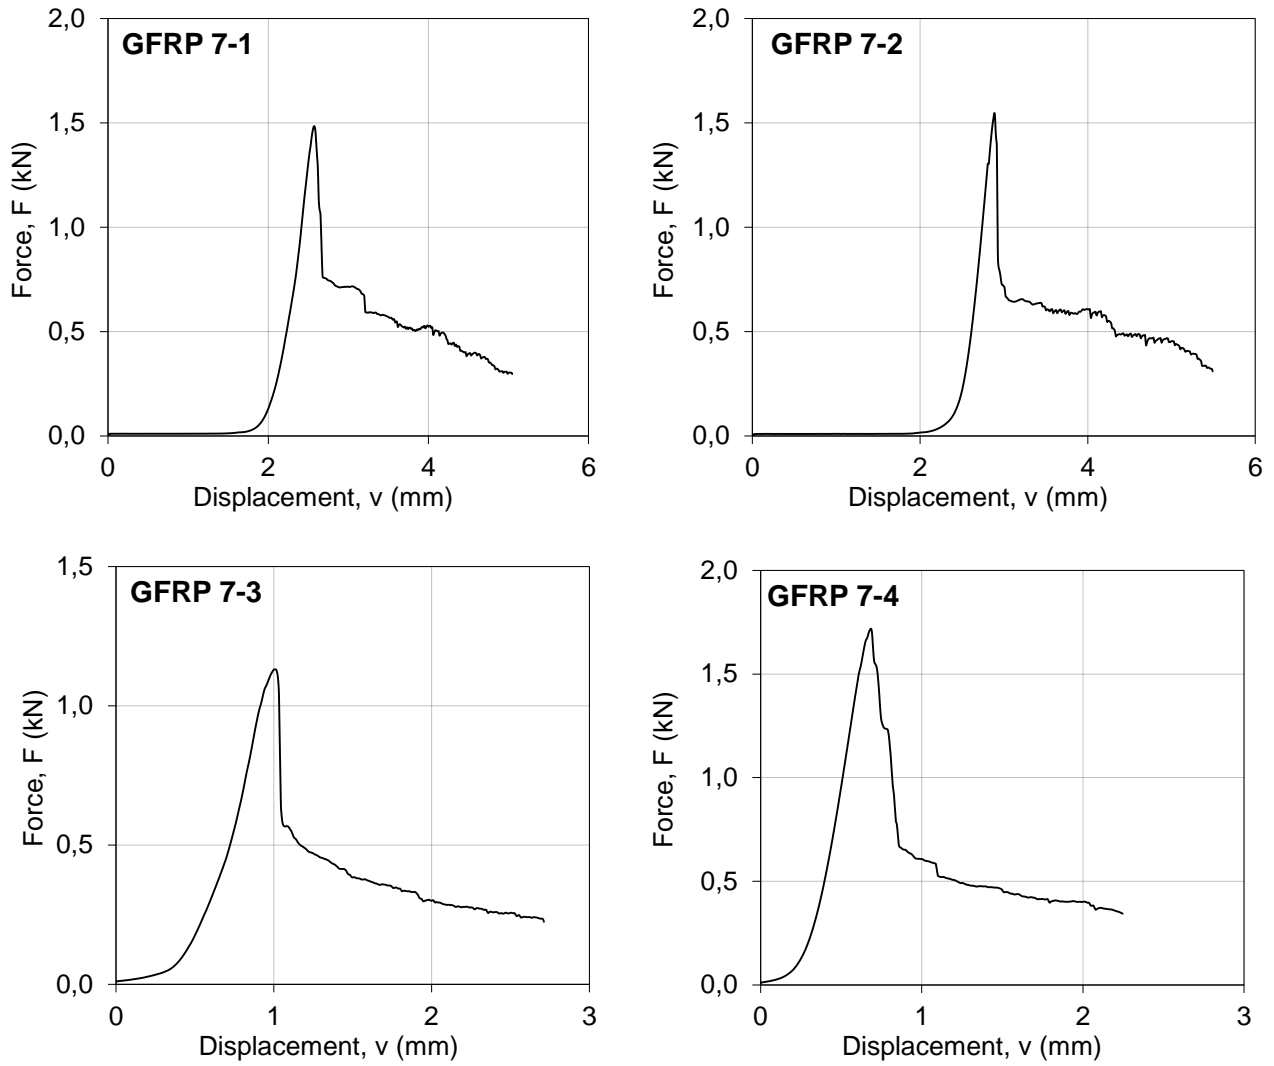 GFRP 7-1
Force, F (kN)
2,0
1,5
1,0
0,5
0,0
0 2 4 6
Displacement, v (mm)
GFRP 7-2
Force, F (kN)
2,0
1,5
1,0
0,5
0,0
0 2 4 6
Displacement, v (mm)
GFRP 7-3
Force, F (kN)
1,5
1,0
0,5
0,0
0 1 2 3
Displacement, v (mm)
GFRP 7-4
Force, F (kN)
2,0
1,5
1,0
0,5
0,0
0 1 2 3
Displacement, v (mm)